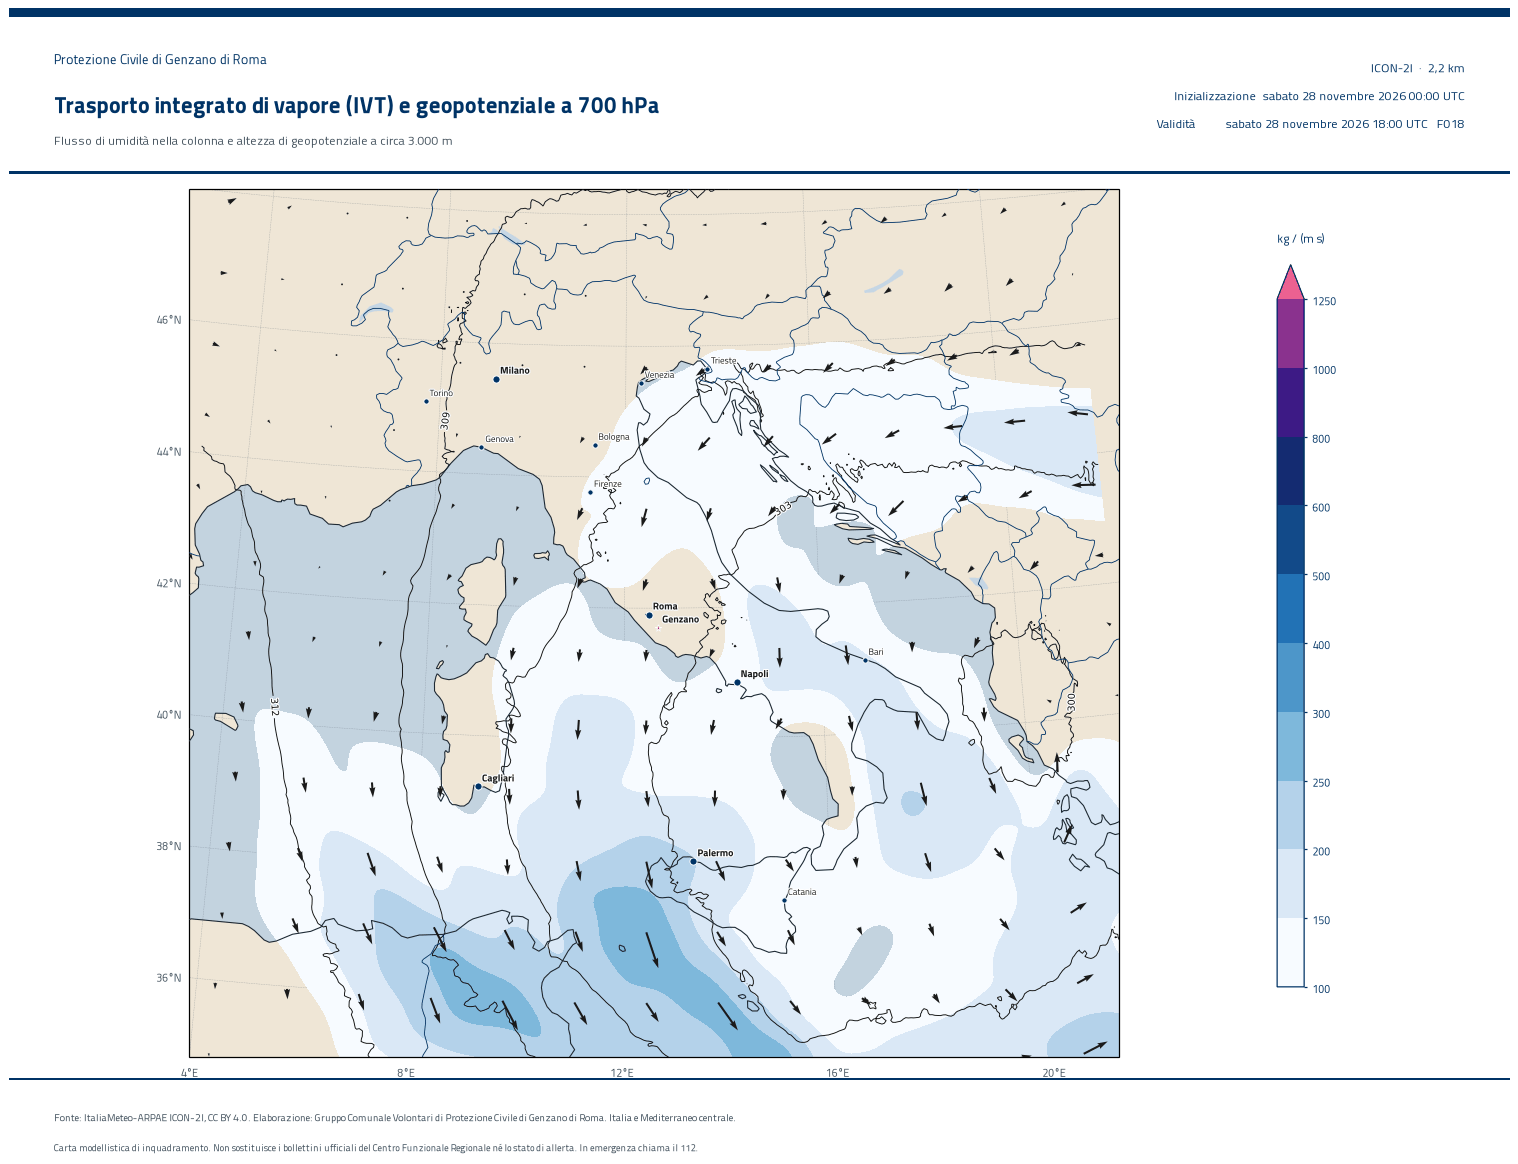 Protezione Civile di Genzano di Roma
Trasporto integrato di vapore (IVT) e geopotenziale a 700 hPa
Flusso di umidità nella colonna e altezza di geopotenziale a circa 3.000 m
ICON-2I · 2,2 km
Inizializzazione sabato 28 novembre 2026 00:00 UTC
Validità sabato 28 novembre 2026 18:00 UTC F018
kg / (m s)
1250
1000
800
600
500
400
300
250
200
150
100
46°N
44°N
42°N
40°N
38°N
36°N
4°E
8°E
12°E
16°E
20°E
Trieste
Venezia
Milano
Torino
309
Genova
Bologna
Firenze
303
Roma
Genzano
Bari
Napoli
312
300
Cagliari
Palermo
Catania
Fonte: ItaliaMeteo-ARPAE ICON-2I, CC BY 4.0. Elaborazione: Gruppo Comunale Volontari di Protezione Civile di Genzano di Roma. Italia e Mediterraneo centrale.
Carta modellistica di inquadramento. Non sostituisce i bollettini ufficiali del Centro Funzionale Regionale né lo stato di allerta. In emergenza chiama il 112.